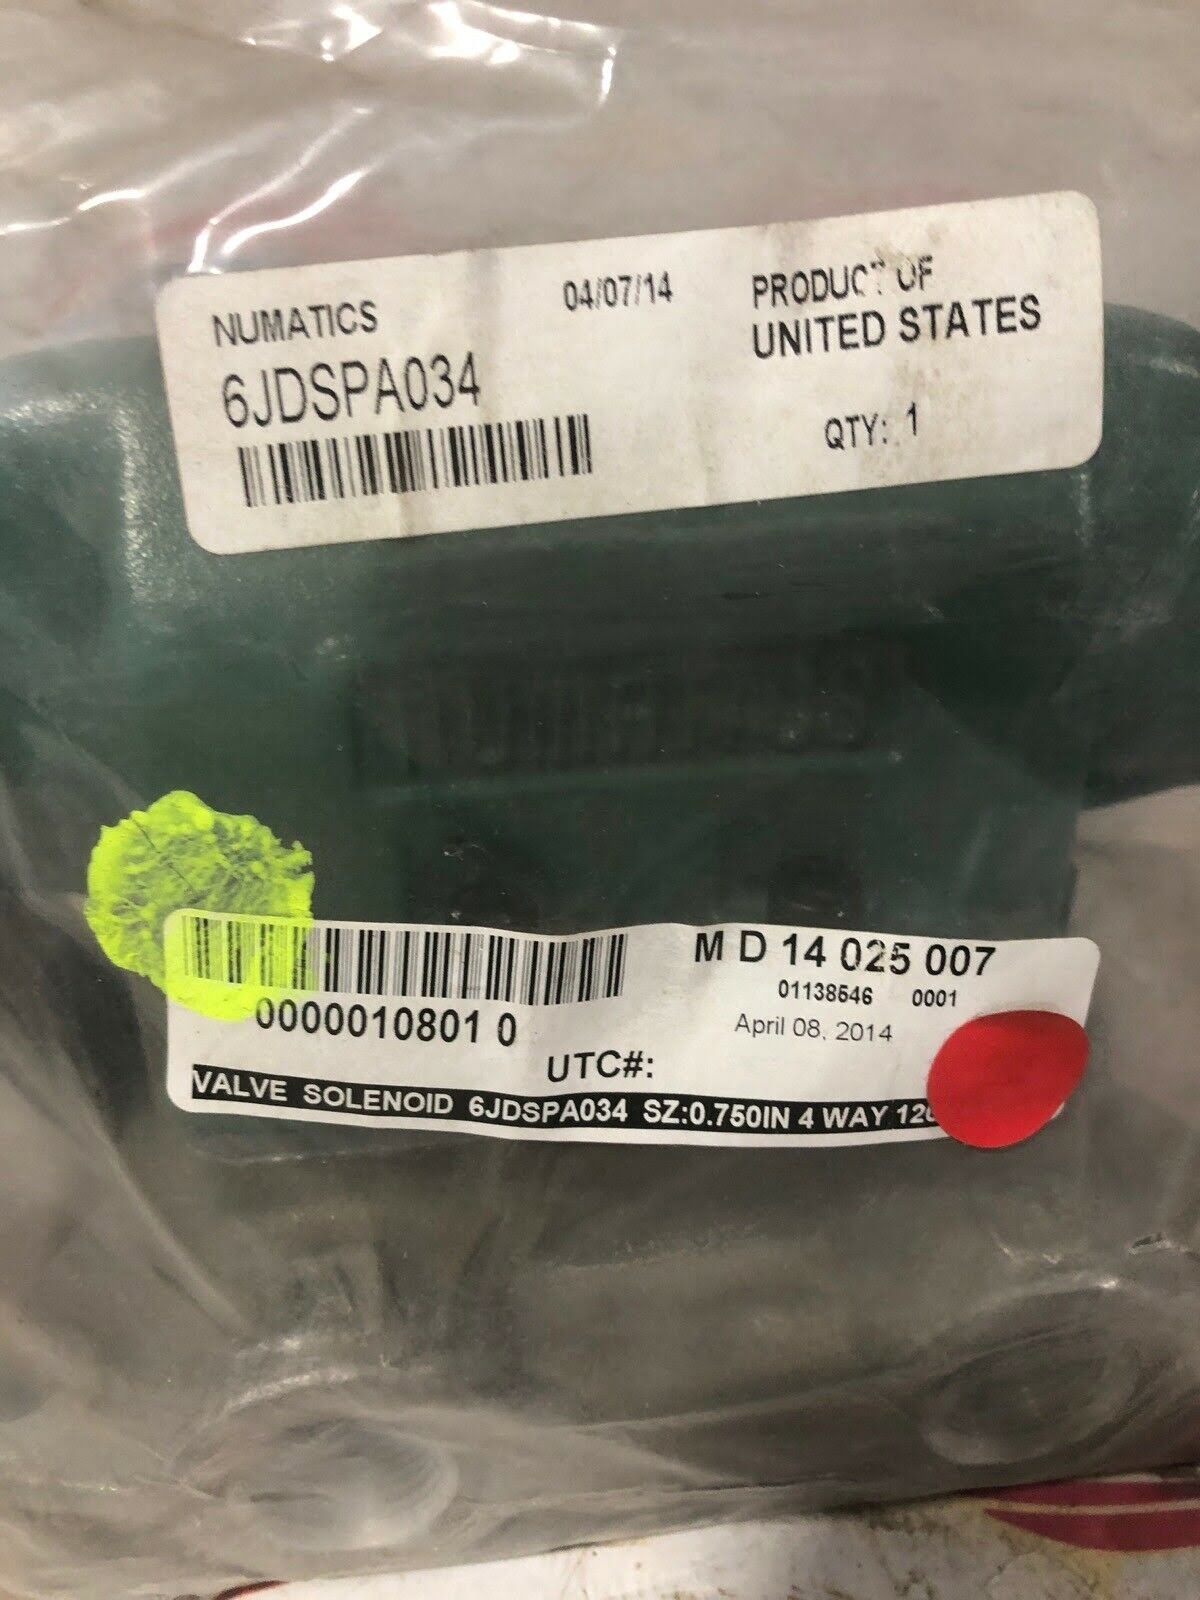 NUMATICS
04/07/14
PRODUCT OF
UNITED STATES
6JDSPA034
QTY: 1
M D 14 025 007
01138546 0001
April 08, 2014
0000010801 0
UTC#:
VALVE SOLENOID 6JDSPA034 SZ:0.750IN 4 WAY